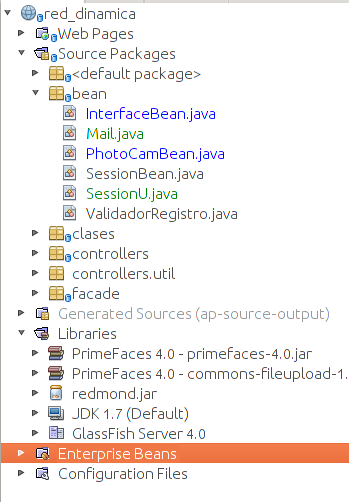 red_dinamica
Web Pages
Source Packages
<default package>
bean
InterfaceBean.java
Mail.java
PhotoCamBean.java
SessionBean.java
SessionU.java
ValidadorRegistro.java
clases
controllers
controllers.util
facade
Generated Sources (ap-source-output)
Libraries
PrimeFaces 4.0 - primefaces-4.0.jar
PrimeFaces 4.0 - commons-fileupload-1.
redmond.jar
JDK 1.7 (Default)
GlassFish Server 4.0
Enterprise Beans
Configuration Files